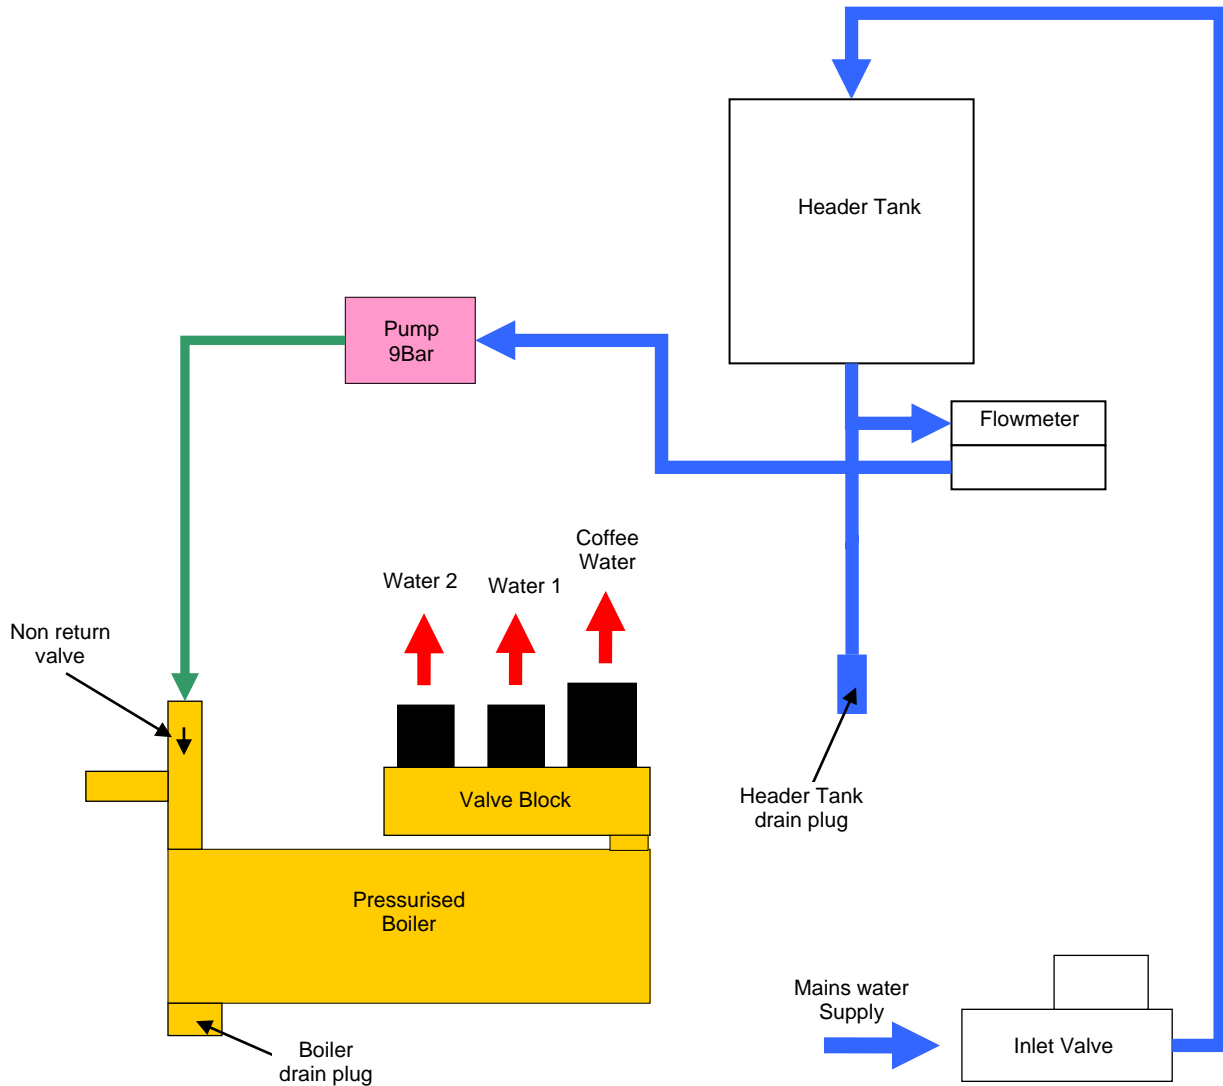 Header Tank
Pump
9Bar
Flowmeter
Coffee
Water
Water 2
Water 1
Non return
valve
Valve Block
Header Tank
drain plug
Pressurised
Boiler
Mains water
Supply
Inlet Valve
Boiler
drain plug